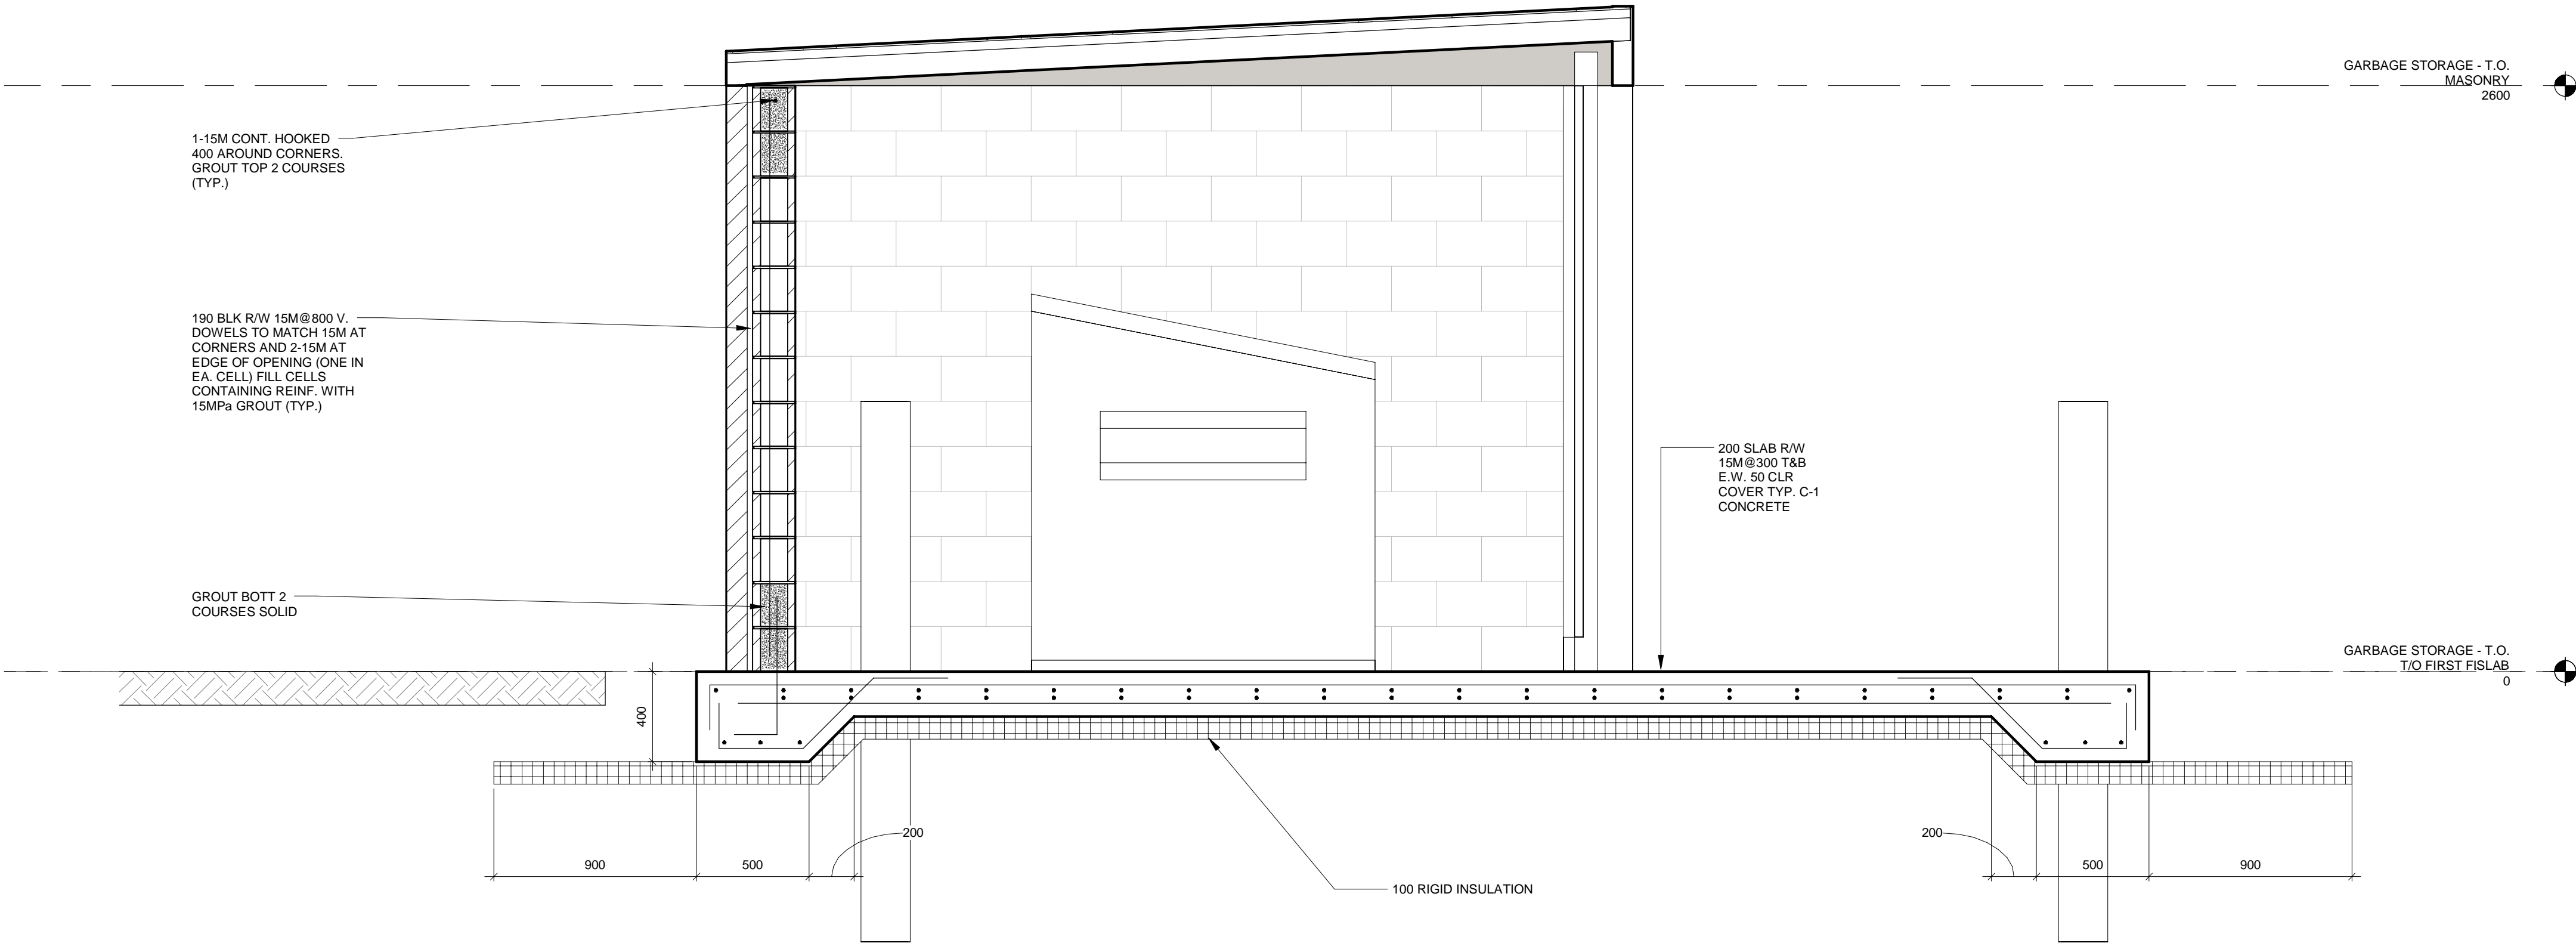 GARBAGE STORAGE - T.O.
MASONRY
2600
1-15M CONT. HOOKED
400 AROUND CORNERS.
GROUT TOP 2 COURSES
(TYP.)
190 BLK R/W 15M@800 V.
DOWELS TO MATCH 15M AT
CORNERS AND 2-15M AT
EDGE OF OPENING (ONE IN
EA. CELL) FILL CELLS
CONTAINING REINF. WITH
15MPa GROUT (TYP.)
200 SLAB R/W
15M@300 T&B
E.W. 50 CLR
COVER TYP. C-1
CONCRETE
GROUT BOTT 2
COURSES SOLID
GARBAGE STORAGE - T.O.
T/O FIRST FISLAB
0
400
200
200
900
500
500
900
100 RIGID INSULATION